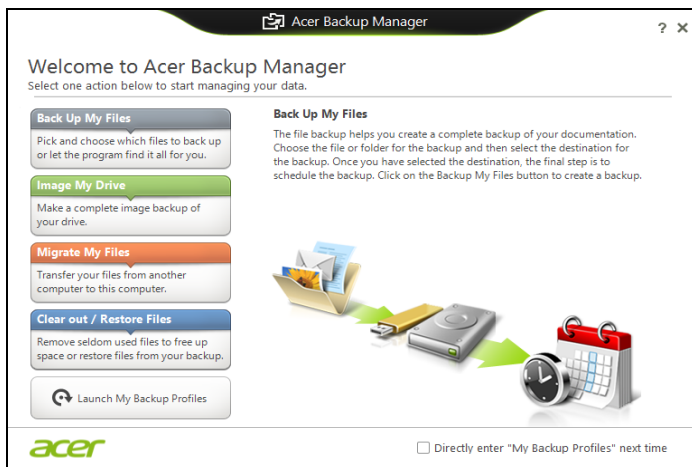 Acer Backup Manager
? X
Welcome to Acer Backup Manager
Select one action below to start managing your data.
Back Up My Files
Pick and choose which files to back up
or let the program find it all for you.
Image My Drive
Make a complete image backup of
your drive.
Migrate My Files
Transfer your files from another
computer to this computer.
Clear out / Restore Files
Remove seldom used files to free up
space or restore files from your backup.
Launch My Backup Profiles
Back Up My Files
The file backup helps you create a complete backup of your documentation.
Choose the file or folder for the backup and then select the destination for
the backup. Once you have selected the destination, the final step is to
schedule the backup. Click on the Backup My Files button to create a backup.
acer
Directly enter "My Backup Profiles" next time